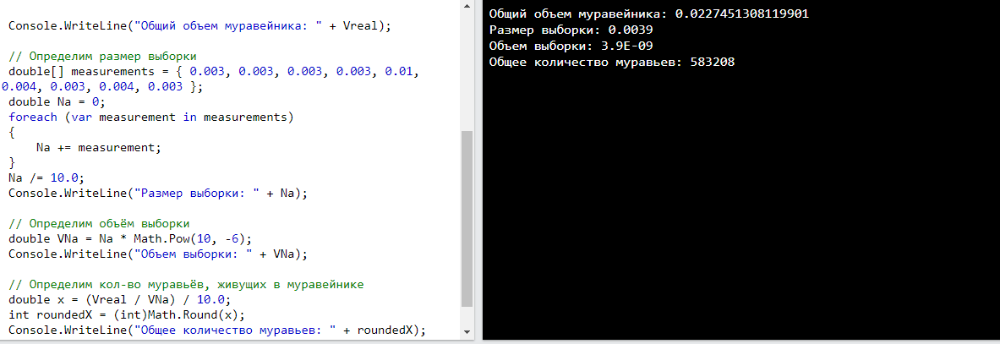 Console.WriteLine("Общий объем муравейника: " + Vreal);
// Определим размер выборки
double[] measurements = { 0.003, 0.003, 0.003, 0.003, 0.01,
0.004, 0.003, 0.004, 0.003 };
double Na = 0;
foreach (var measurement in measurements)
{
Na += measurement;
}
Na /= 10.0;
Console.WriteLine("Размер выборки: " + Na);
// Определим объём выборки
double VNa = Na * Math.Pow(10, -6);
Console.WriteLine("Объем выборки: " + VNa);
// Определим кол-во муравьёв, живущих в муравейнике
double x = (Vreal / VNa) / 10.0;
int roundedX = (int)Math.Round(x);
Console.WriteLine("Общее количество муравьев: " + roundedX);
Общий объем муравейника: 0.0227451308119901
Размер выборки: 0.0039
Объем выборки: 3.9E-09
Общее количество муравьев: 583208